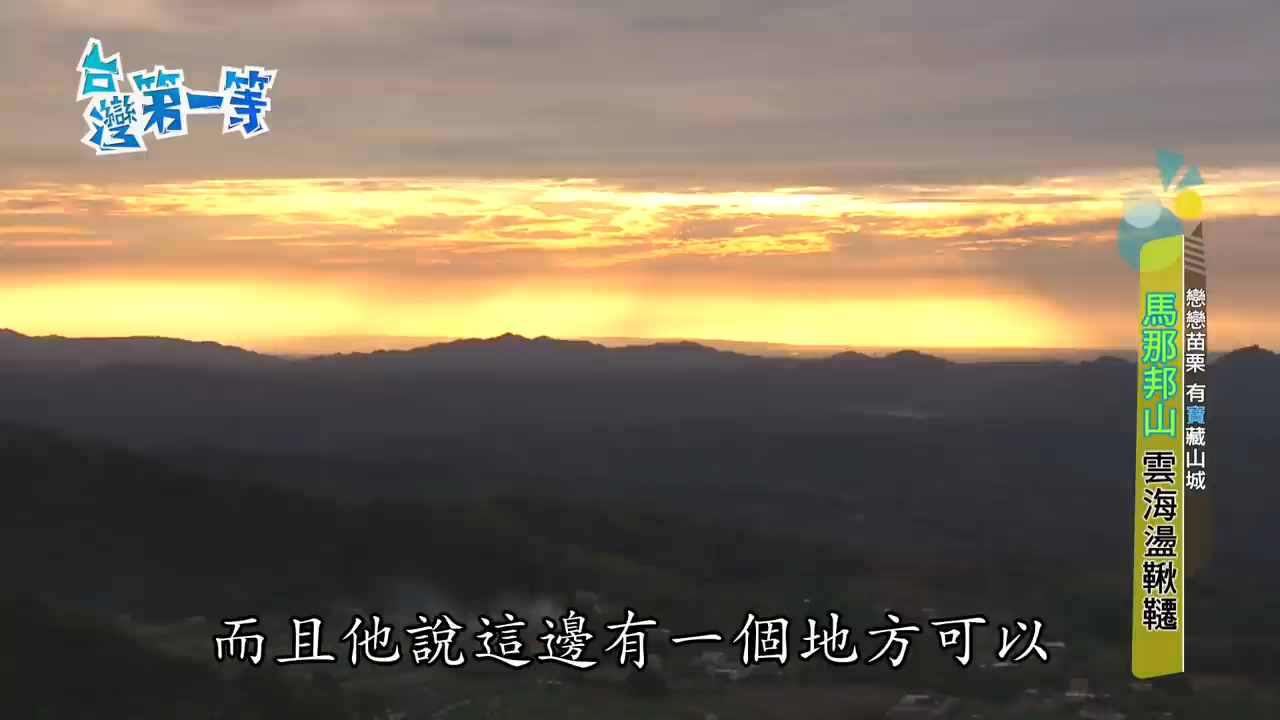 台灣第一等
戀戀苗栗 有寶藏山城
馬那邦山 雲海盪鞦韆
而且他說這邊有一個地方可以